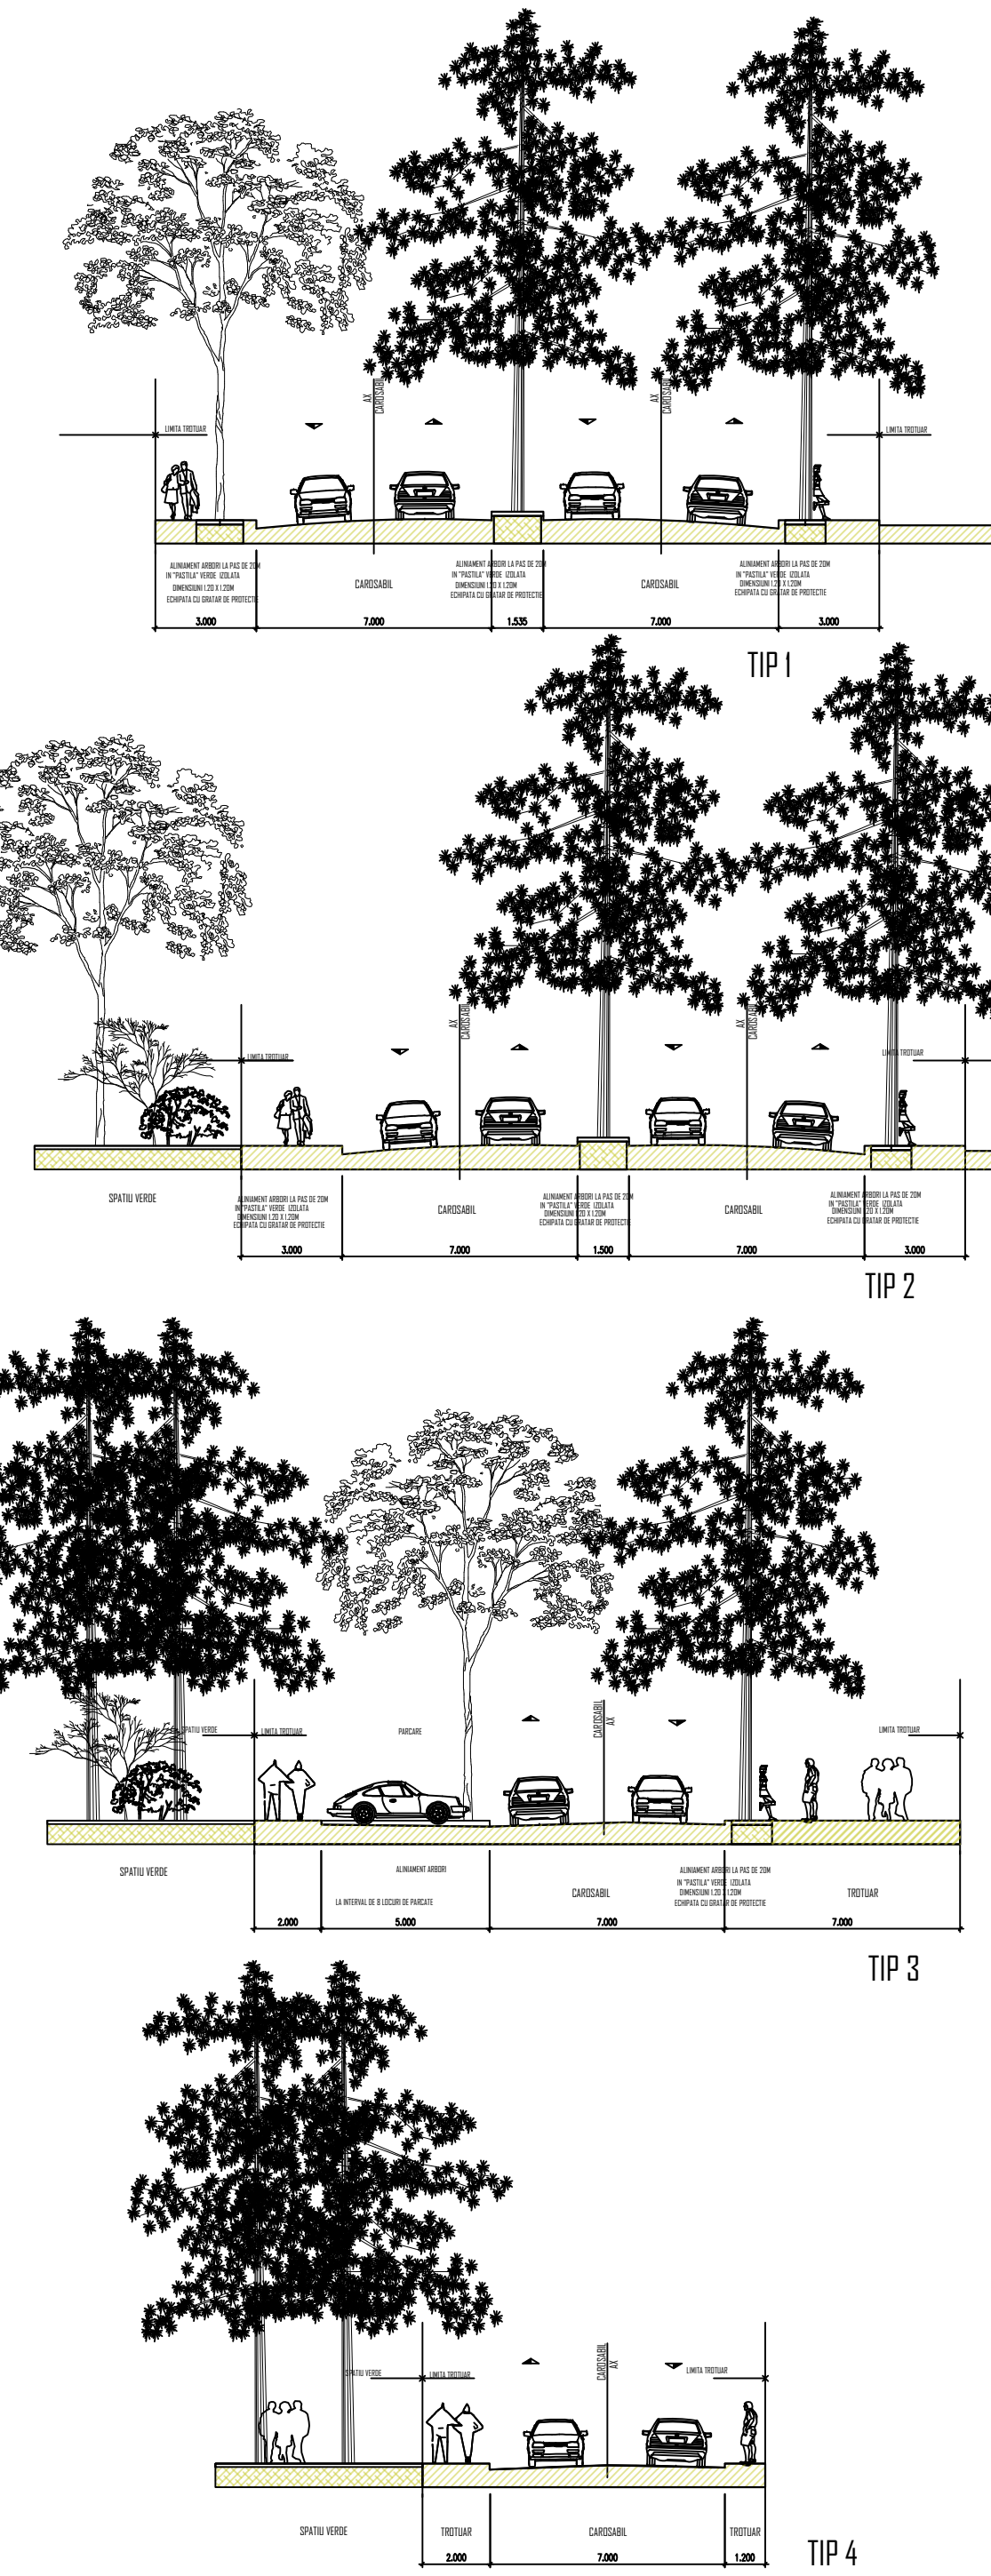 AX
CAROSABIL
AX
CAROSABIL
LIMITA TROTUAR
LIMITA TROTUAR
ALINIAMENT ARBORI LA PAS DE 20M
IN "PASTILA" VERDE IZOLATA
DIMENSIUNI 1.20 X 1.20M
ECHIPATA CU GRATAR DE PROTECTIE
CAROSABIL
ALINIAMENT ARBORI LA PAS DE 20M
IN "PASTILA" VERDE IZOLATA
DIMENSIUNI 1.20 X 1.20M
ECHIPATA CU GRATAR DE PROTECTIE
CAROSABIL
ALINIAMENT ARBORI LA PAS DE 20M
IN "PASTILA" VERDE IZOLATA
DIMENSIUNI 1.20 X 1.20M
ECHIPATA CU GRATAR DE PROTECTIE
3.000 7.000 1.535 7.000 3.000
TIP 1
AX
CAROSABIL
AX
CAROSABIL
LIMITA TROTUAR
LIMITA TROTUAR
SPATIU VERDE
ALINIAMENT ARBORI LA PAS DE 20M
IN "PASTILA" VERDE IZOLATA
DIMENSIUNI 1.20 X 1.20M
ECHIPATA CU GRATAR DE PROTECTIE
CAROSABIL
ALINIAMENT ARBORI LA PAS DE 20M
IN "PASTILA" VERDE IZOLATA
DIMENSIUNI 1.20 X 1.20M
ECHIPATA CU GRATAR DE PROTECTIE
CAROSABIL
ALINIAMENT ARBORI LA PAS DE 20M
IN "PASTILA" VERDE IZOLATA
DIMENSIUNI 1.20 X 1.20M
ECHIPATA CU GRATAR DE PROTECTIE
3.000 7.000 1.500 7.000 3.000
TIP 2
SPATIU VERDE
LIMITA TROTUAR
PARCARE
CAROSABIL
AX
LIMITA TROTUAR
SPATIU VERDE
ALINIAMENT ARBORI
LA INTERVAL DE 8 LOCURI DE PARCATE
CAROSABIL
ALINIAMENT ARBORI LA PAS DE 20M
IN "PASTILA" VERDE IZOLATA
DIMENSIUNI 1.20 X 1.20M
ECHIPATA CU GRATAR DE PROTECTIE
TROTUAR
2.000 5.000 7.000 7.000
TIP 3
SPATIU VERDE
LIMITA TROTUAR
CAROSABIL
AX
LIMITA TROTUAR
SPATIU VERDE
TROTUAR
CAROSABIL
TROTUAR
2.000 7.000 1.200
TIP 4